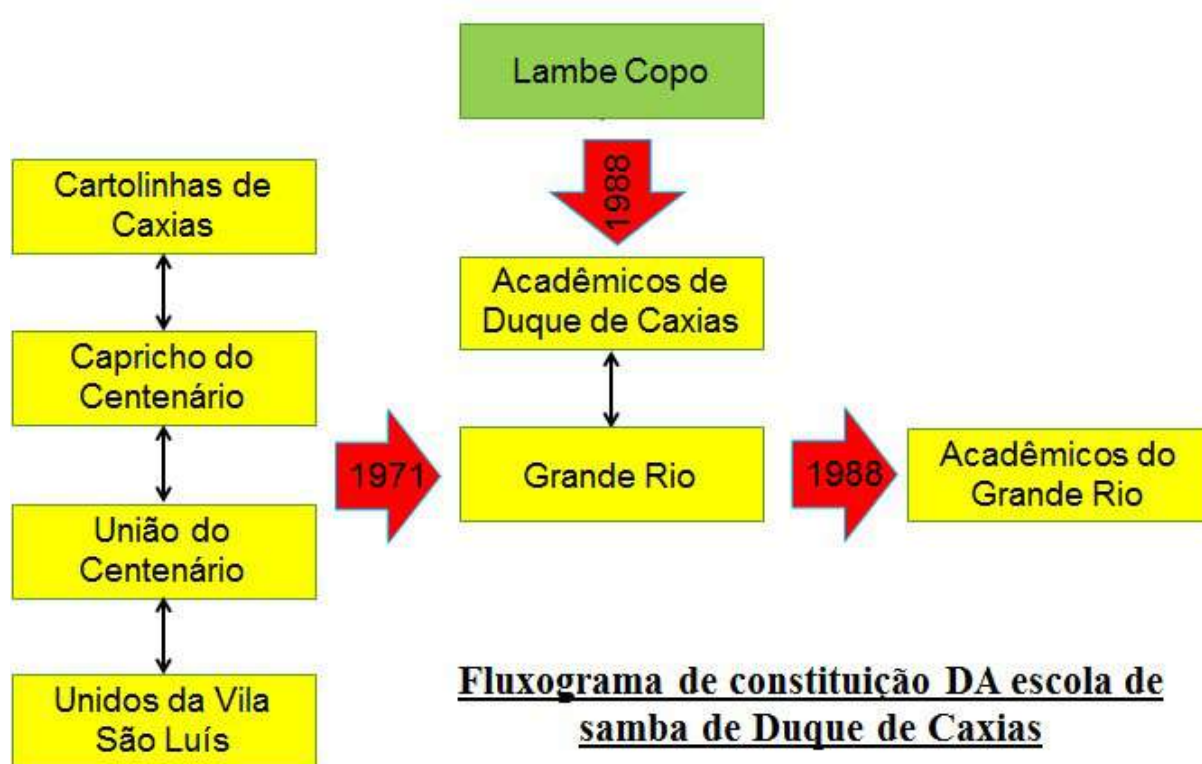 Lambe Copo
1988
Cartolinhas de
Caxias
Acadêmicos de
Duque de Caxias
Capricho do
Centenário
1971
Grande Rio
1988
Acadêmicos do
Grande Rio
União do
Centenário
Unidos da Vila
São Luís
Fluxograma de constituição DA escola de
samba de Duque de Caxias